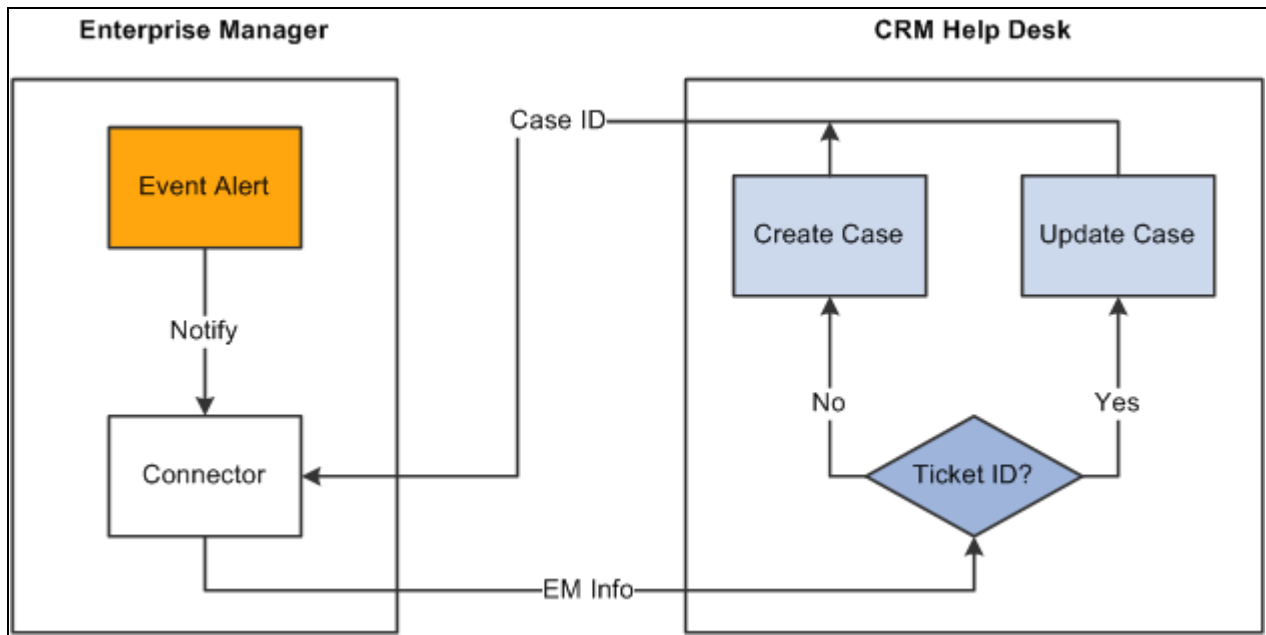 Enterprise Manager
CRM Help Desk
Case ID
Event Alert
Create Case
Update Case
Notify
No
Yes
Connector
Ticket ID?
EM Info